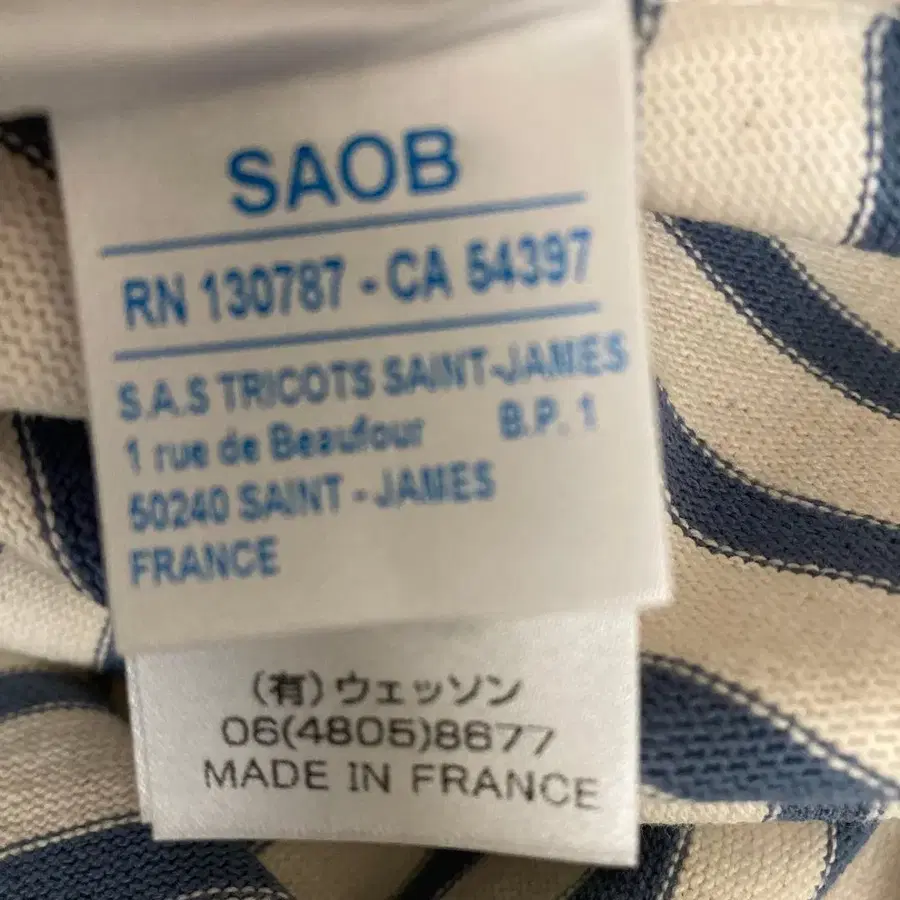 SAOB
RN 130787 - CA 54397
S.A.S TRICOTS SAINT-JAMES
1 rue de Beaufour B.P. 1
50240 SAINT - JAMES
FRANCE
(有)ウェッソン
06(4805)8677
MADE IN FRANCE